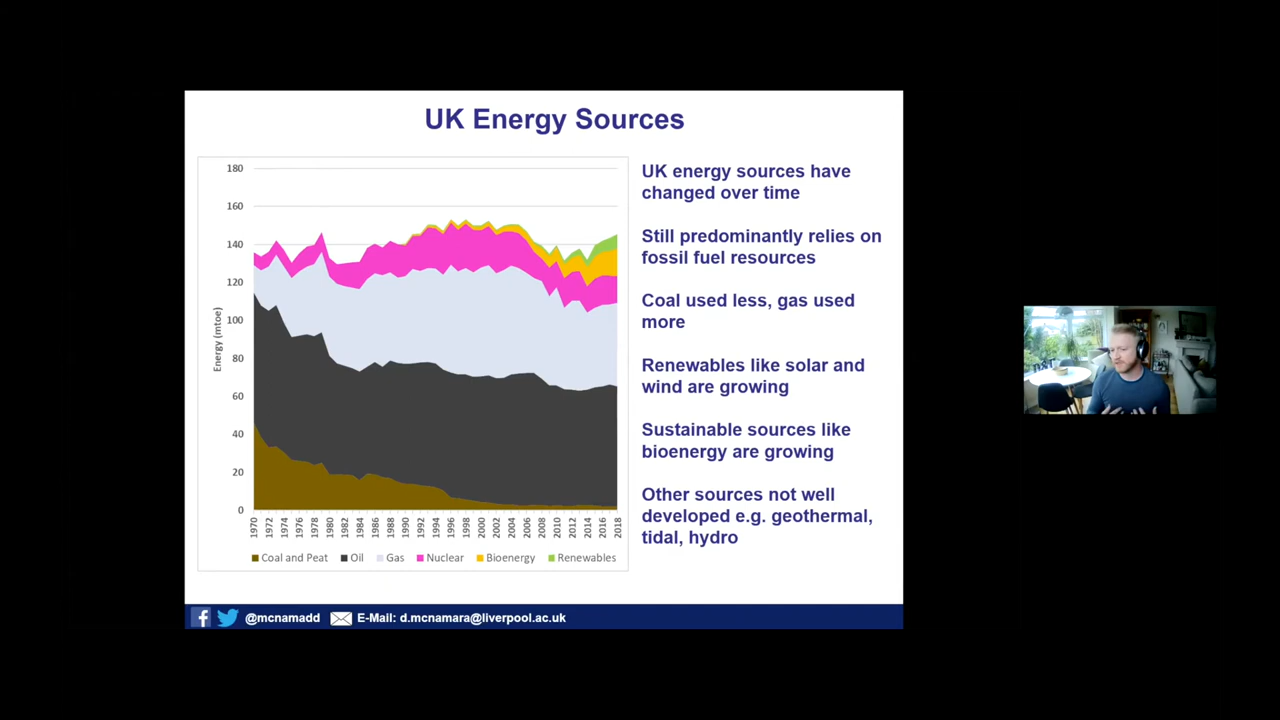 UK Energy Sources
180
160
140
120
100
80
60
40
20
0
Energy (mtoe)
1970 1972 1974 1976 1978 1980 1982 1984 1986 1988 1990 1992 1994 1996 1998 2000 2002 2004 2006 2008 2010 2012 2014 2016 2018
Coal and Peat Oil Gas Nuclear Bioenergy Renewables
UK energy sources have
changed over time
Still predominantly relies on
fossil fuel resources
Coal used less, gas used
more
Renewables like solar and
wind are growing
Sustainable sources like
bioenergy are growing
Other sources not well
developed e.g. geothermal,
tidal, hydro
@mcnamadd E-Mail: d.mcnamara@liverpool.ac.uk